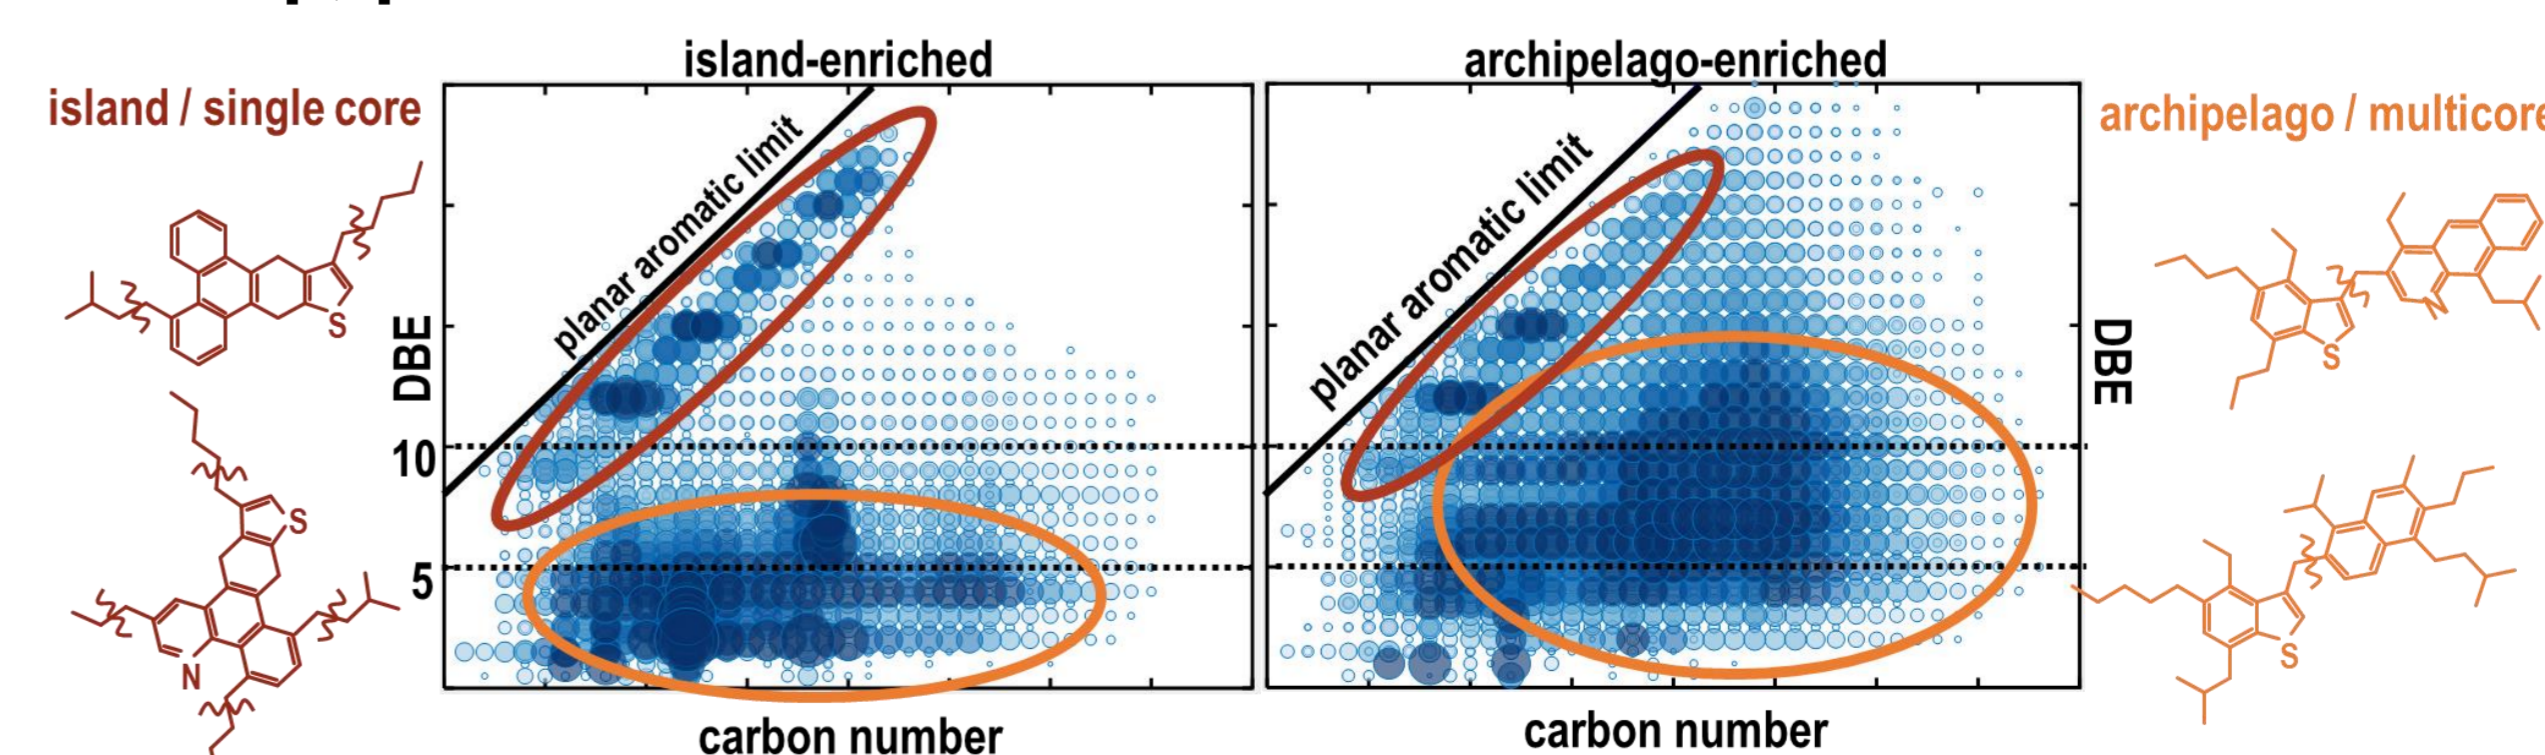 island-enriched
archipelago-enriched
island / single core
archipelago / multicore
planar aromatic limit
planar aromatic limit
S
S
DBE
DBE
10
5
S
N
N
S
carbon number
carbon number